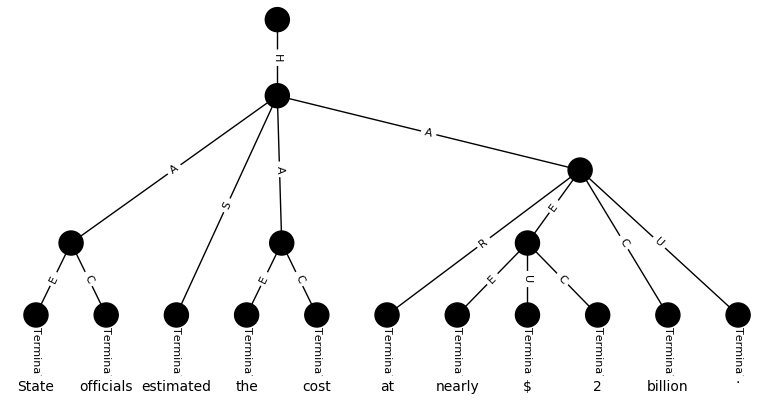 H
A S A A
E C E C R E C U
E U C
Termina Termina Termina Termina Termina Termina Termina Termina Termina Termina Termina
State officials estimated the cost at nearly $ 2 billion .